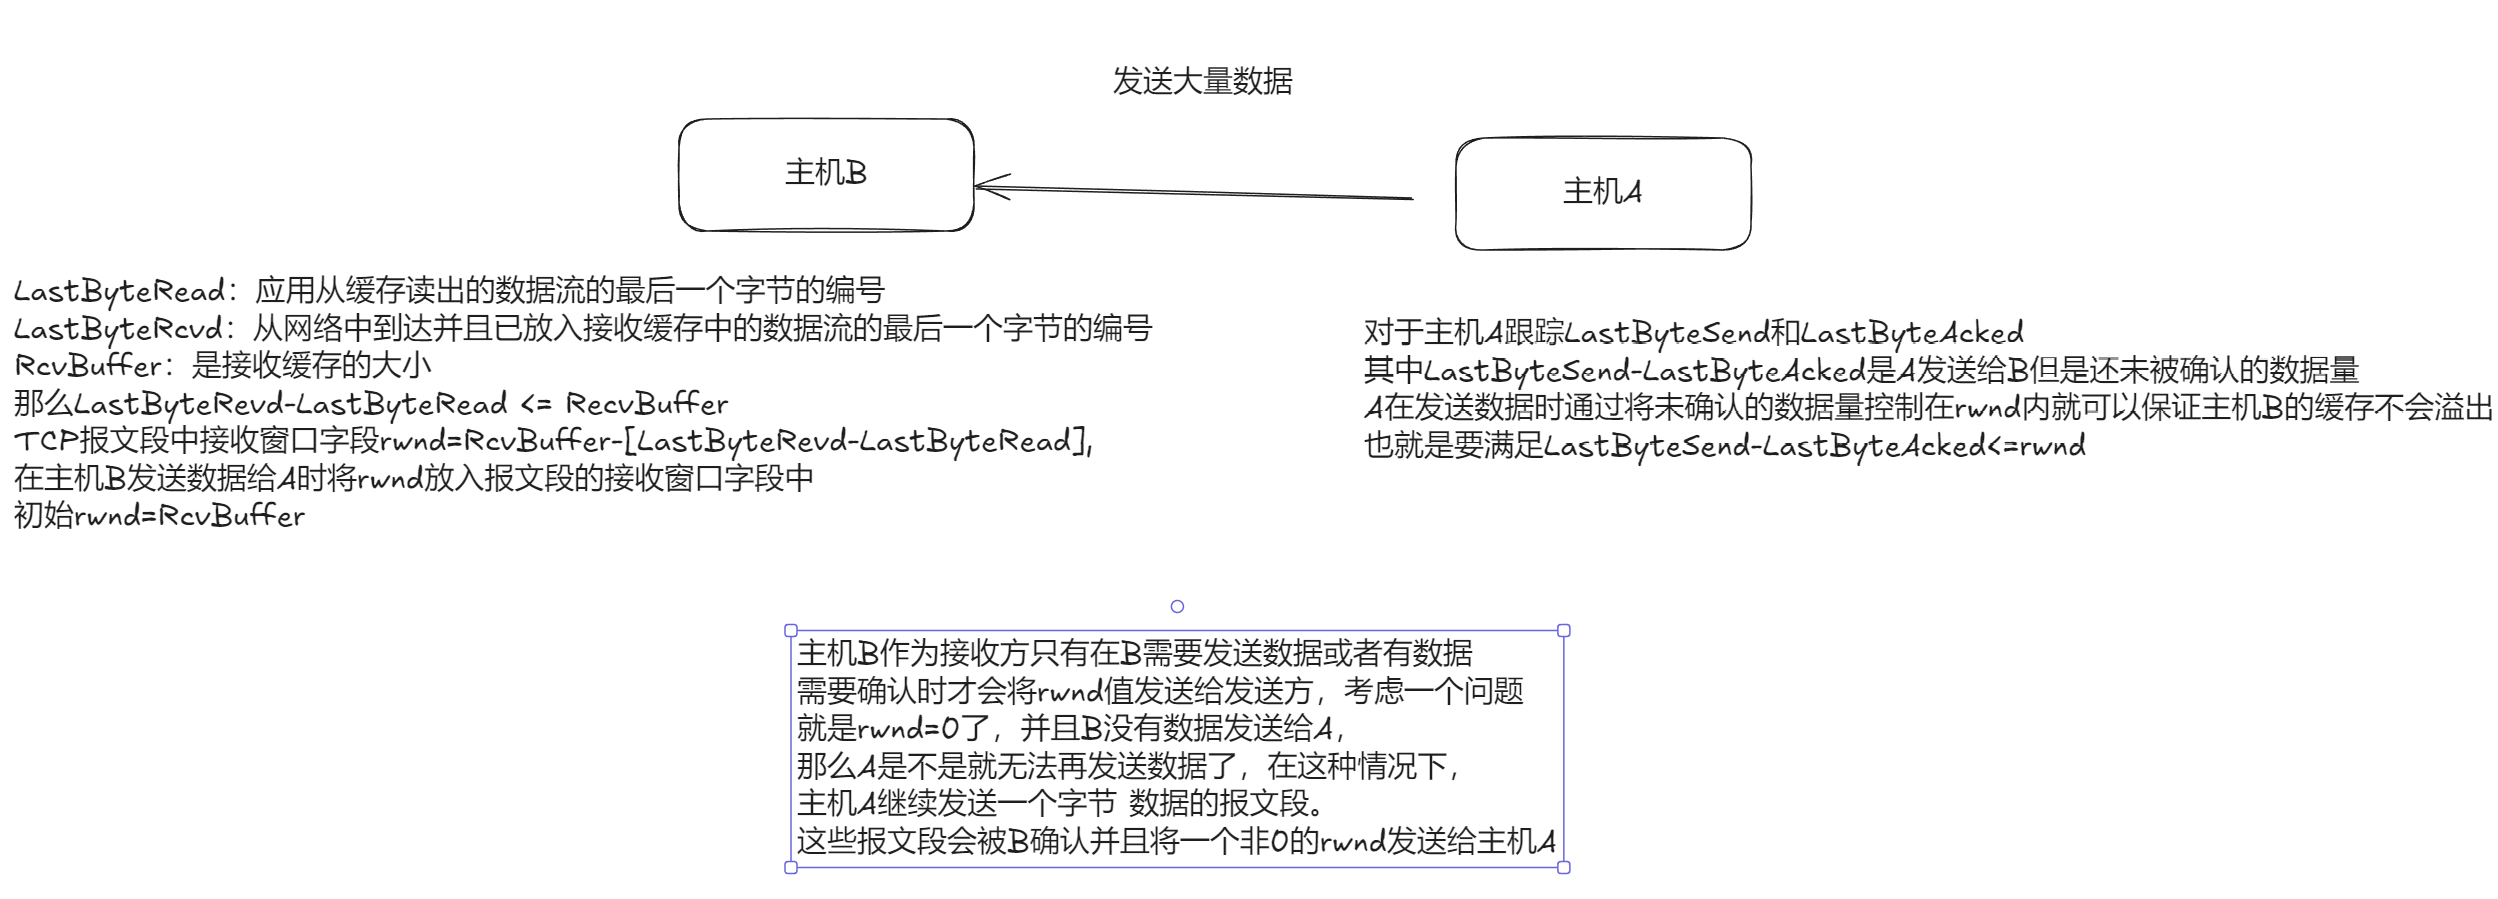 发送大量数据
主机B
主机A
LastByteRead：应用从缓存读出的数据流的最后一个字节的编号
LastByteRcvd：从网络中到达并且已放入接收缓存中的数据流的最后一个字节的编号
RcvBuffer：是接收缓存的大小
那么LastByteRevd-LastByteRead <= RecvBuffer
TCP报文段中接收窗口字段rwnd=RcvBuffer-[LastByteRevd-LastByteRead],
在主机B发送数据给A时将rwnd放入报文段的接收窗口字段中
初始rwnd=RcvBuffer
对于主机A跟踪LastByteSend和LastByteAcked
其中LastByteSend-LastByteAcked是A发送给B但是还未被确认的数据量
A在发送数据时通过将未确认的数据量控制在rwnd内就可以保证主机B的缓存不会溢出
也就是要满足LastByteSend-LastByteAcked<=rwnd
主机B作为接收方只有在B需要发送数据或者有数据
需要确认时才会将rwnd值发送给发送方，考虑一个问题
就是rwnd=0了，并且B没有数据发送给A，
那么A是不是就无法再发送数据了，在这种情况下，
主机A继续发送一个字节 数据的报文段。
这些报文段会被B确认并且将一个非0的rwnd发送给主机A